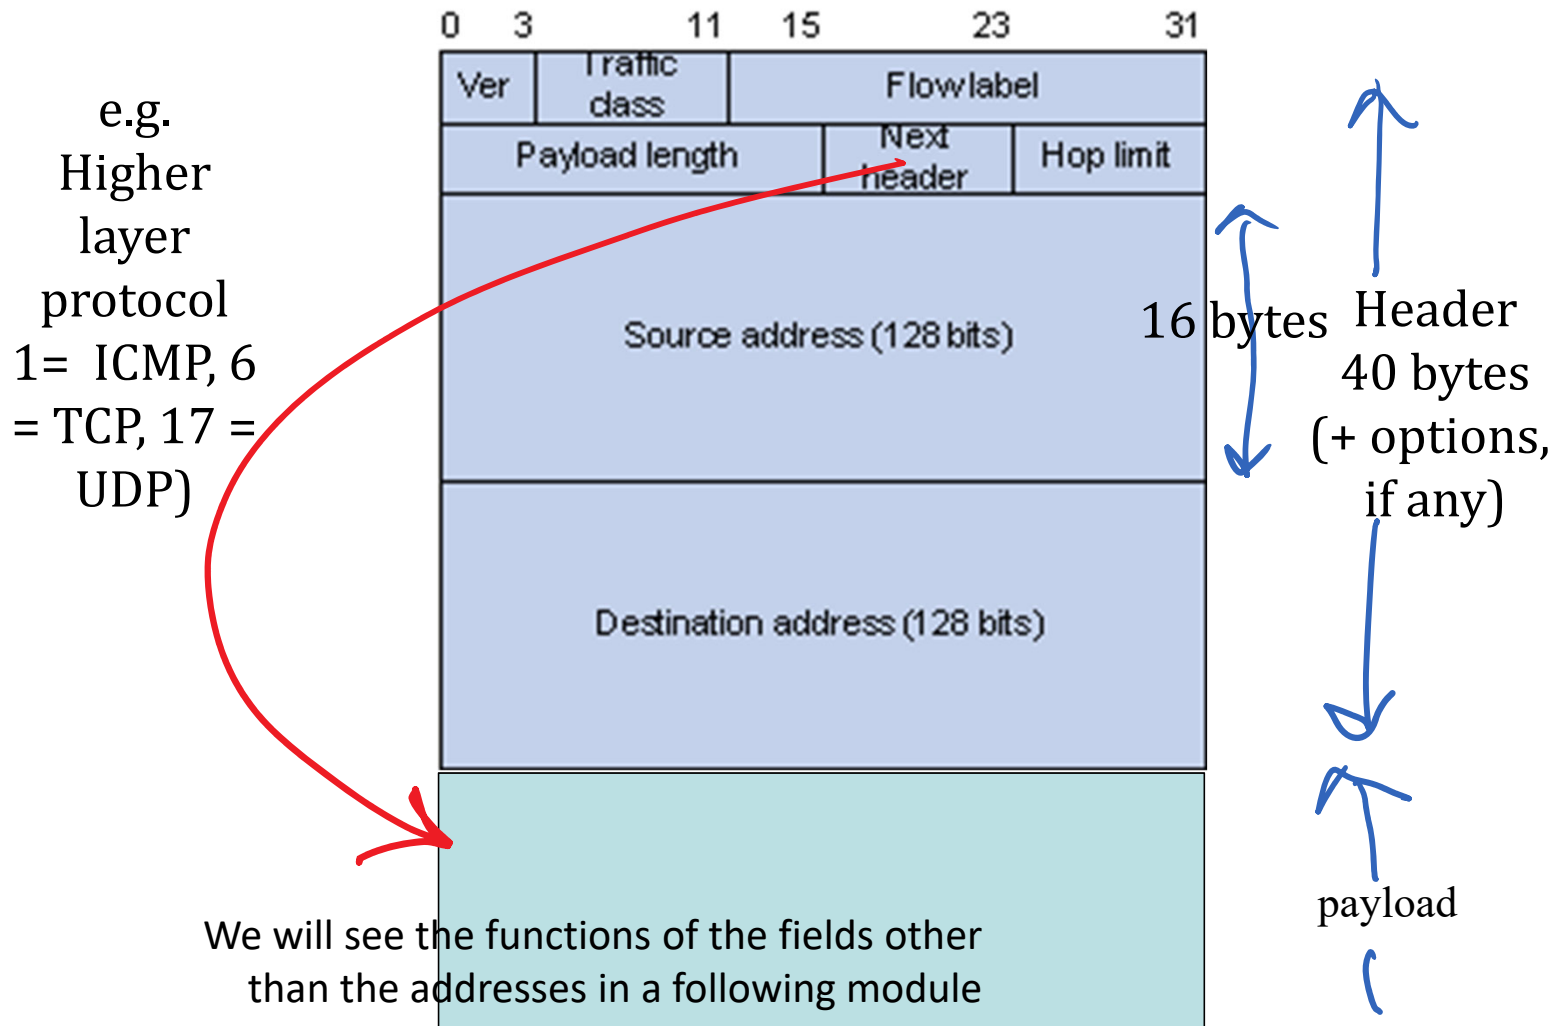 0 3 11 15 23 31
Ver
Traffic
class
Flow label
Payload length
Next
header
Hop limit
e.g.
Higher
layer
protocol
1= ICMP, 6
= TCP, 17 =
UDP)
Source address (128 bits)
16 bytes
Header
40 bytes
(+ options,
if any)
Destination address (128 bits)
payload
We will see the functions of the fields other
than the addresses in a following module